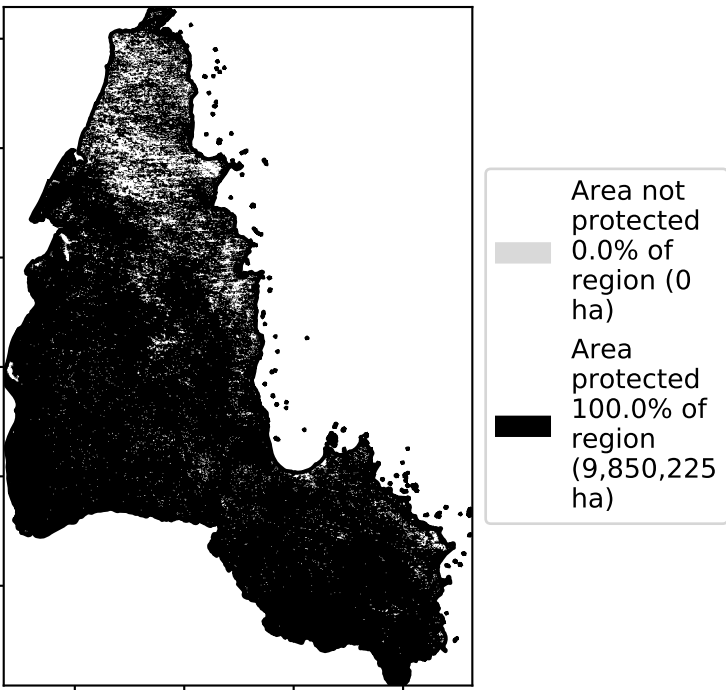 Area not
protected
0.0% of
region (0
ha)
Area
protected
100.0% of
region
(9,850,225
ha)